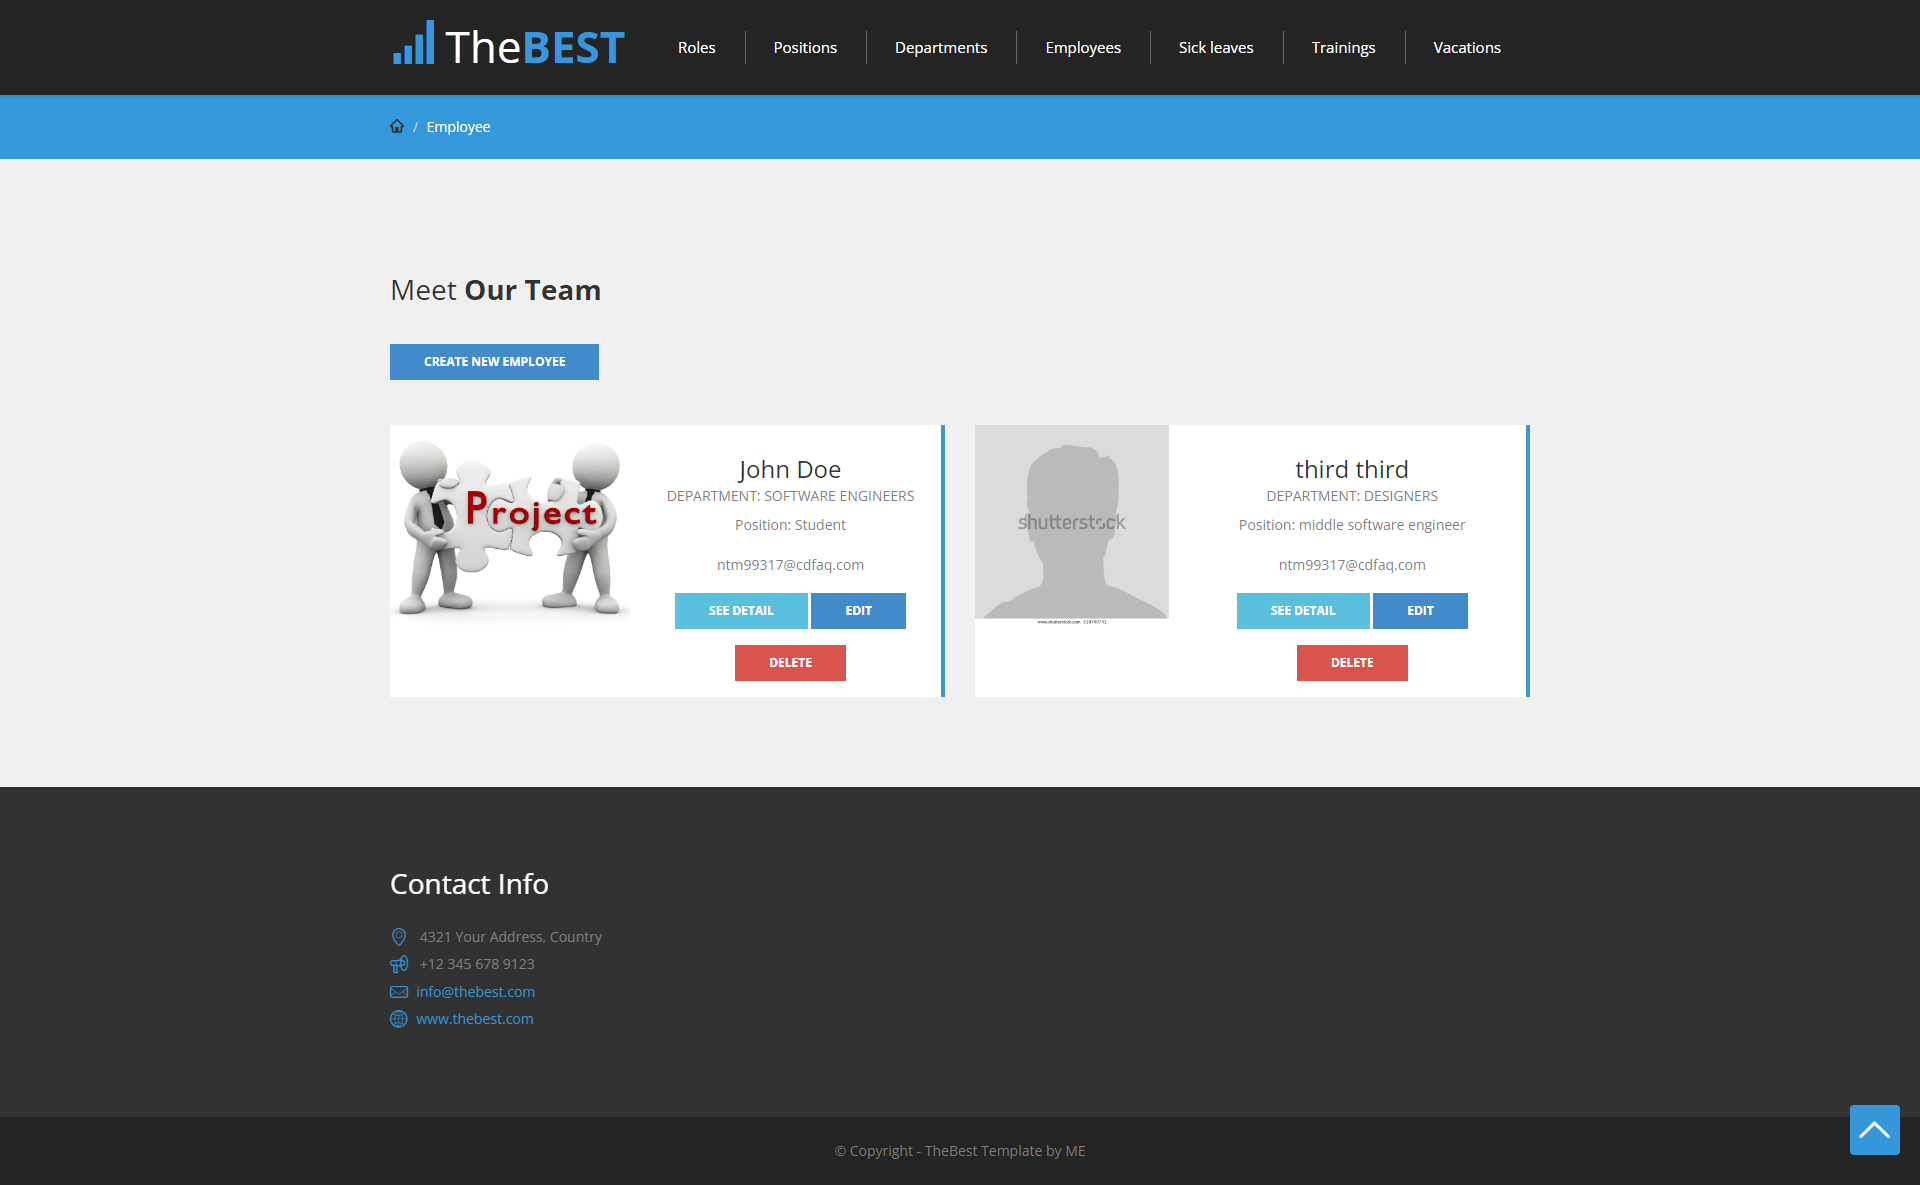 TheBEST
Roles
Positions
Departments
Employees
Sick leaves
Trainings
Vacations
/ Employee
Meet Our Team
CREATE NEW EMPLOYEE
Project
John Doe
DEPARTMENT: SOFTWARE ENGINEERS
Position: Student
ntm99317@cdfaq.com
SEE DETAIL
EDIT
DELETE
shutterstock
third third
DEPARTMENT: DESIGNERS
Position: middle software engineer
ntm99317@cdfaq.com
SEE DETAIL
EDIT
DELETE
Contact Info
4321 Your Address, Country
+12 345 678 9123
info@thebest.com
www.thebest.com
© Copyright - TheBest Template by ME